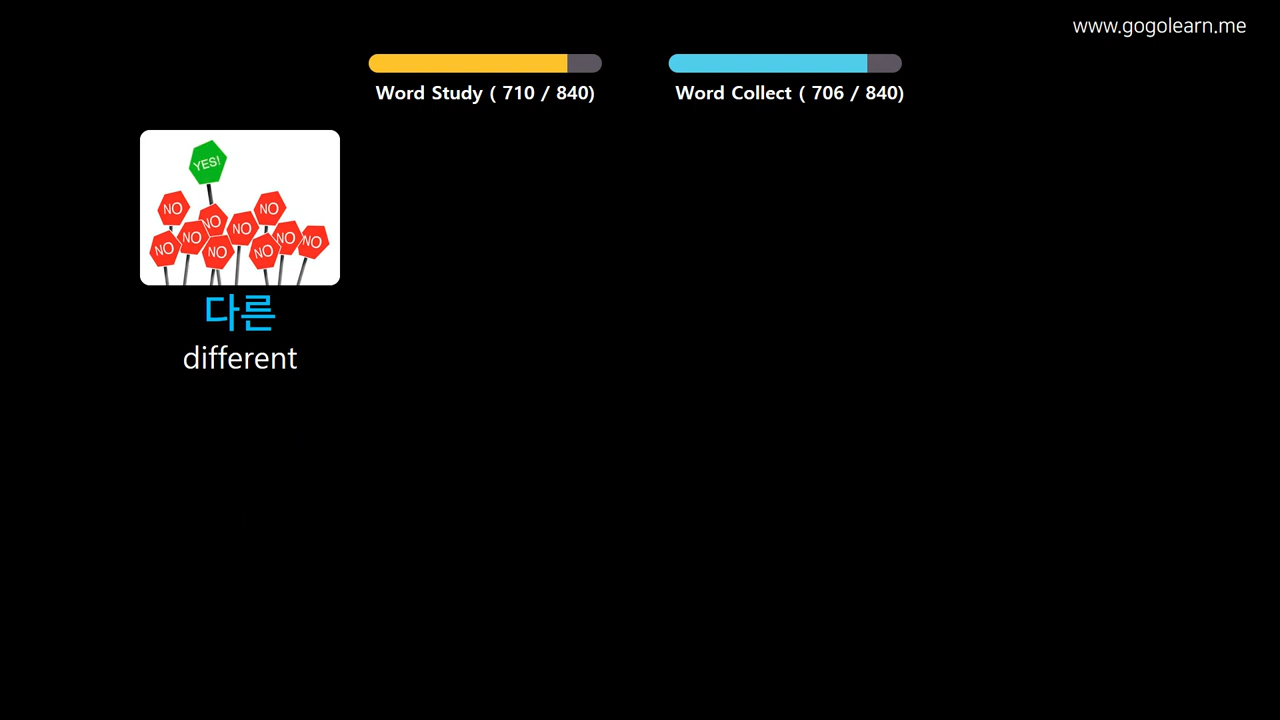 www.gogolearn.me
Word Study ( 710 / 840)
Word Collect ( 706 / 840)
YES!
NO
NO
NO
NO
NO
NO
NO
NO
NO
NO
다른
different